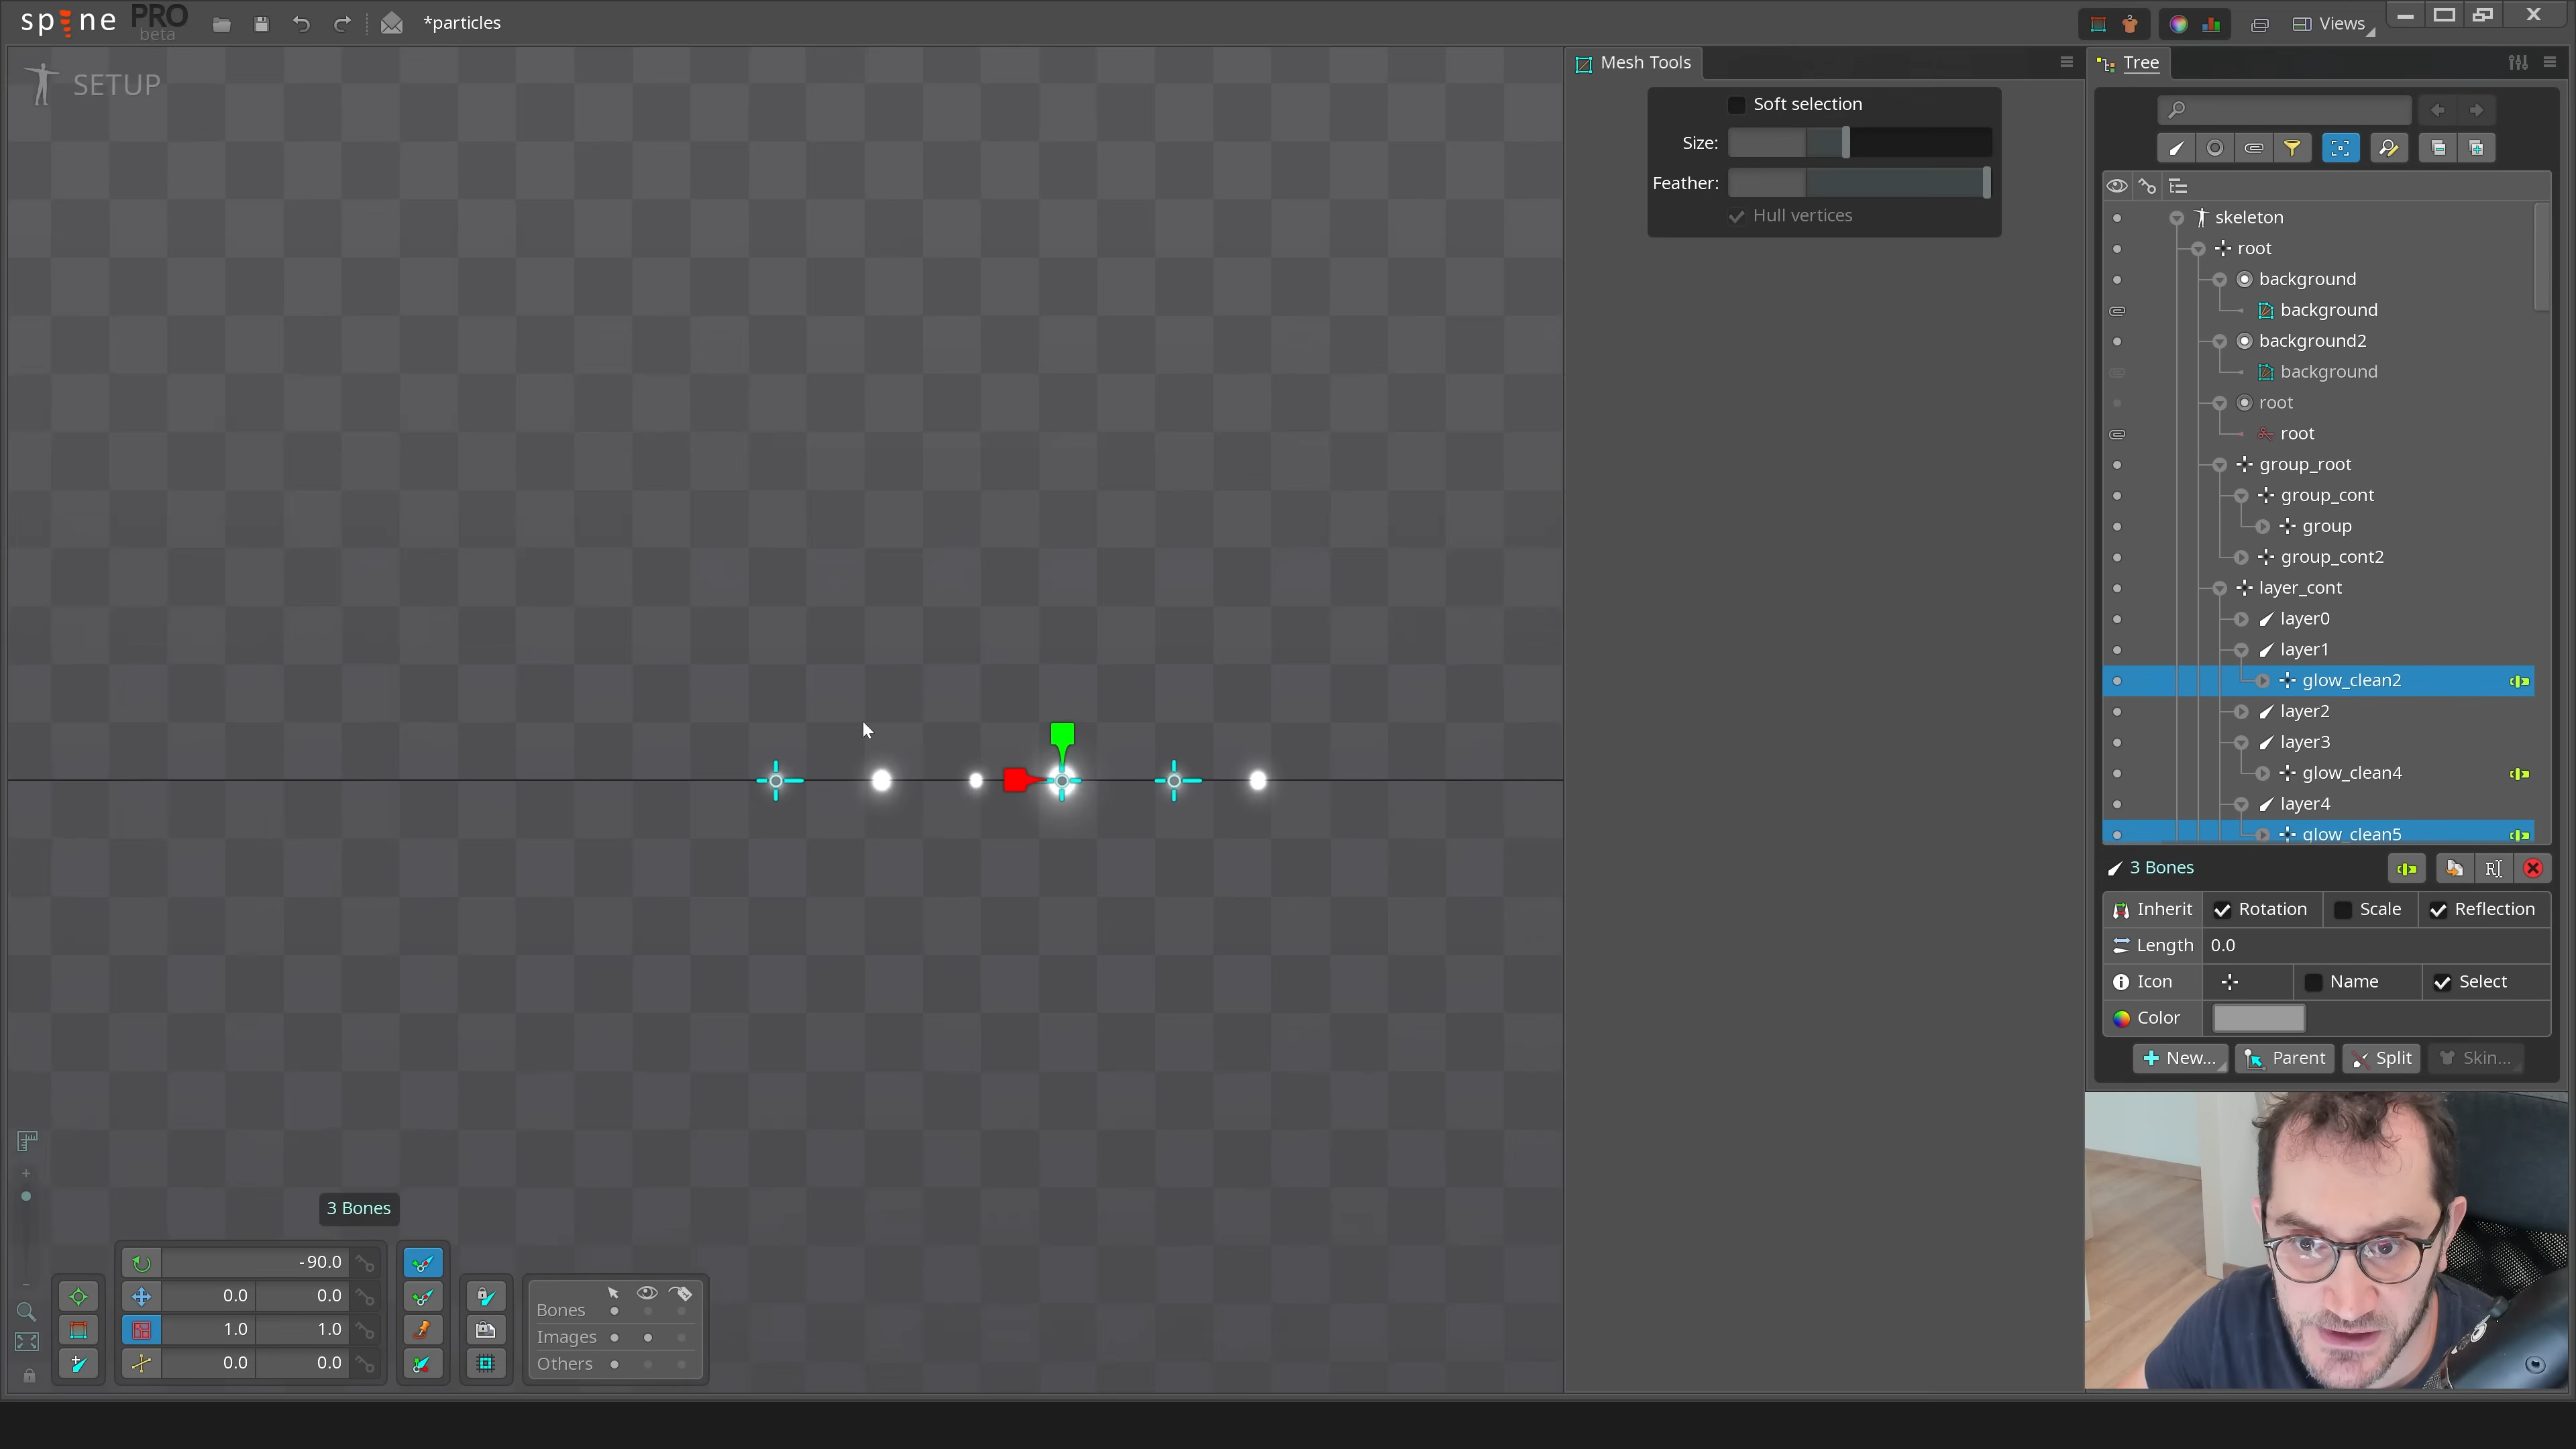 spine PRO beta
*particles
Views
SETUP
Mesh Tools
Soft selection
Size:
Feather:
Hull vertices
Tree
skeleton
root
background
background
background2
background
root
root
group_root
group_cont
group
group_cont2
layer_cont
layer0
layer1
glow_clean2
layer2
layer3
glow_clean4
layer4
glow_clean5
3 Bones
Inherit Rotation Scale Reflection
Length 0.0
Icon Name Select
Color
New... Parent Split Skin...
3 Bones
-90.0
0.0 0.0
1.0 1.0
0.0 0.0
Bones
Images
Others